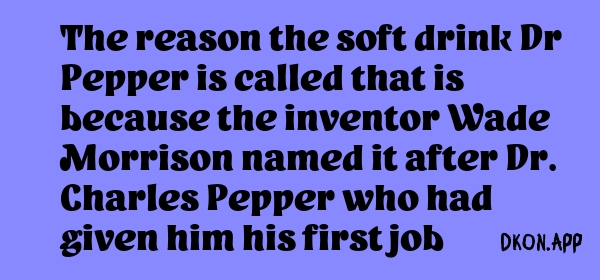 The reason the soft drink Dr
Pepper is called that is
because the inventor Wade
Morrison named it after Dr.
Charles Pepper who had
given him his first job
DKON.APP